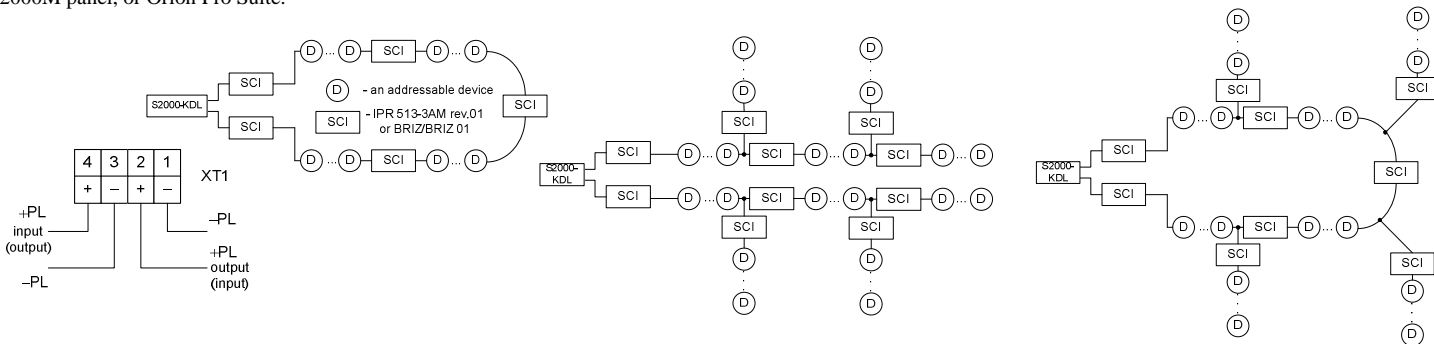 2000M panel, or Orion Pro Suite.
D ... D SCI D ... D
SCI
S2000-KDL
D - an addressable device
SCI
SCI - IPR 513-3AM rev.01
or BRIZ/BRIZ 01
SCI
D ... D SCI D ... D
4 3 2 1
+ – + –
XT1
+PL
input
(output)
–PL
–PL
+PL
output
(input)
D D
D D
SCI SCI
SCI D ... D SCI D ... D SCI D ... D
S2000-
KDL
SCI D ... D SCI D ... D SCI D ... D
SCI SCI
D D
D D
D D
D D
SCI SCI
D ... D SCI D ... D
SCI
S2000-
KDL
SCI
SCI
D ... D SCI D ... D
SCI SCI
D D
D D